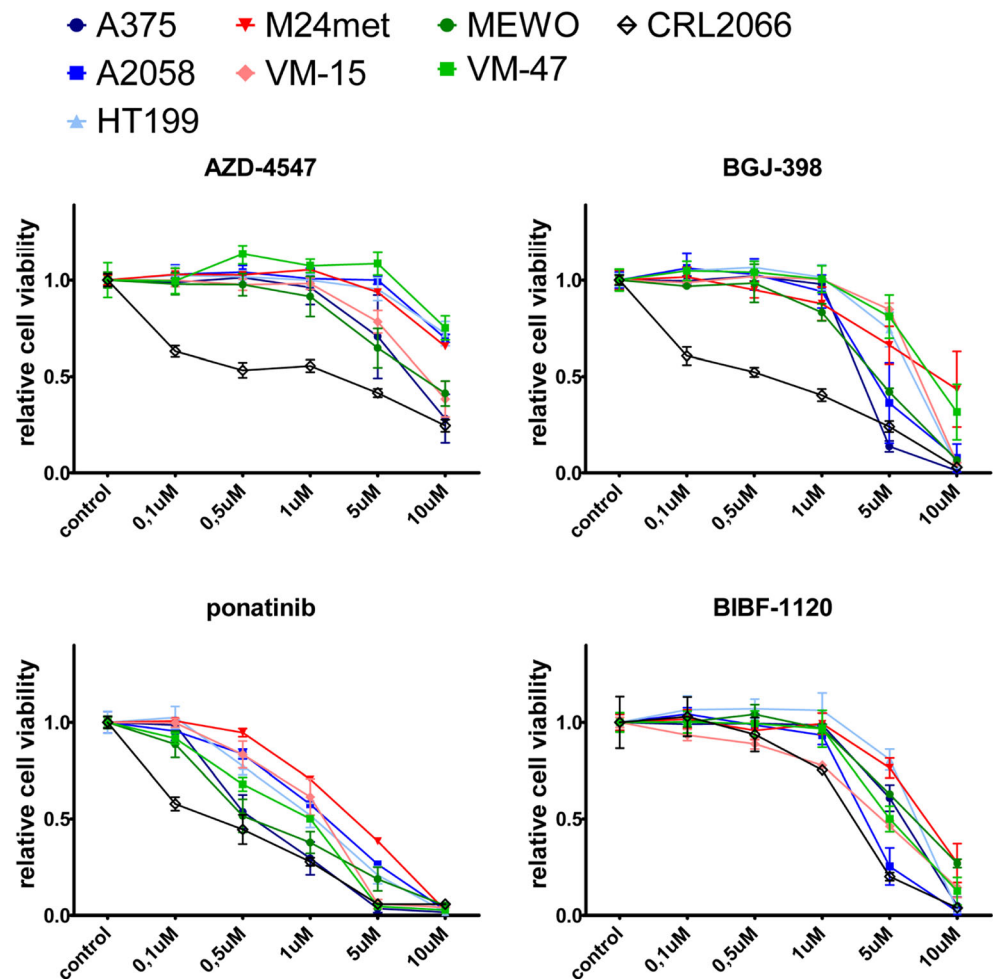 A375 M24met MEWO CRL2066
A2058 VM-15 VM-47
HT199
AZD-4547
relative cell viability
1.0
0.5
0.0
control 0,1uM 0,5uM 1uM 5uM 10uM
BGJ-398
relative cell viability
1.0
0.5
0.0
control 0,1uM 0,5uM 1uM 5uM 10uM
ponatinib
relative cell viability
1.0
0.5
0.0
control 0,1uM 0,5uM 1uM 5uM 10uM
BIBF-1120
relative cell viability
1.0
0.5
0.0
control 0,1uM 0,5uM 1uM 5uM 10uM